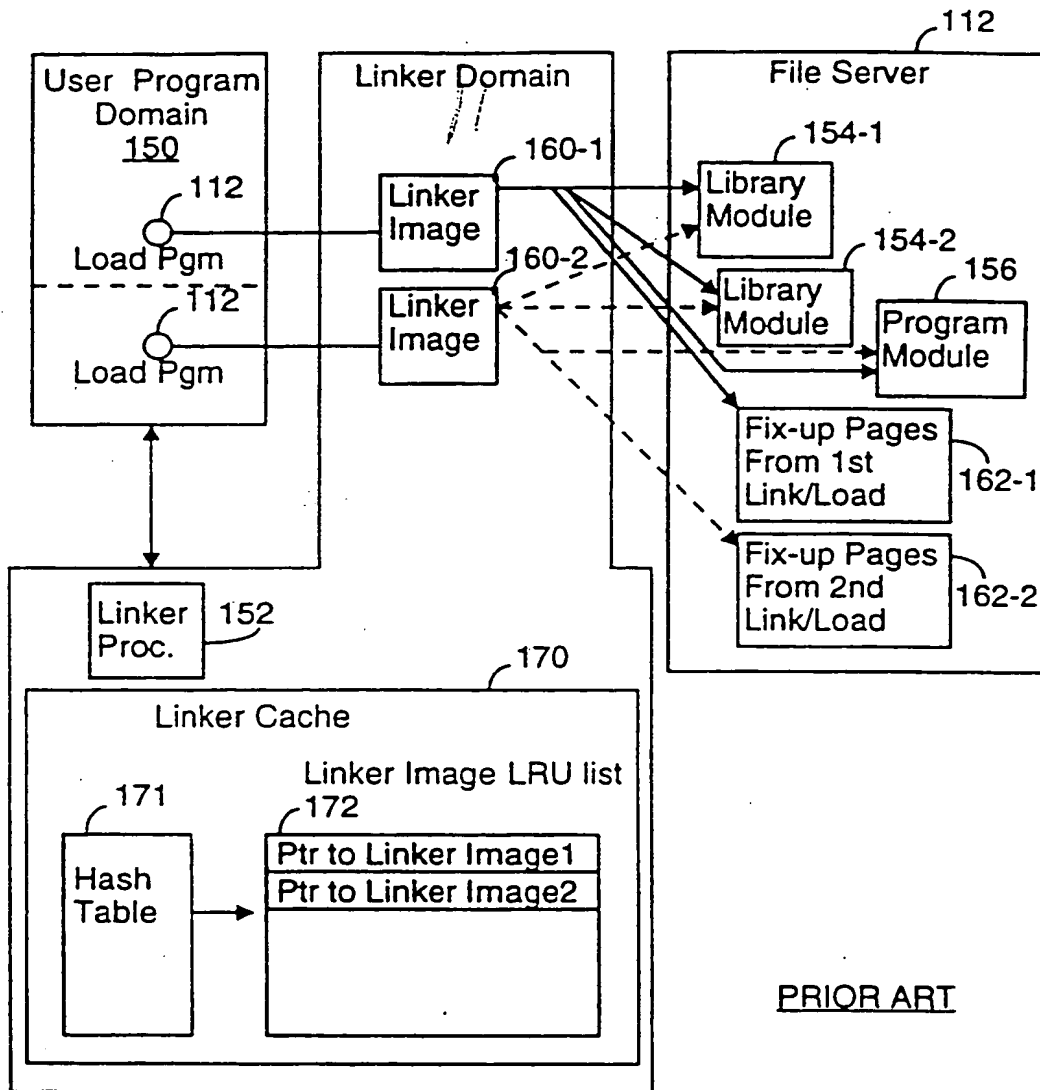 112
User Program
Domain
150
112
Load Pgm
112
Load Pgm
Linker Domain
160-1
Linker
Image
160-2
Linker
Image
File Server
154-1
Library
Module
154-2
Library
Module
156
Program
Module
Fix-up Pages
From 1st
Link/Load
162-1
Fix-up Pages
From 2nd
Link/Load
162-2
Linker
Proc.
152
170
Linker Cache
Linker Image LRU list
171
172
Hash
Table
Ptr to Linker Image1
Ptr to Linker Image2
PRIOR ART